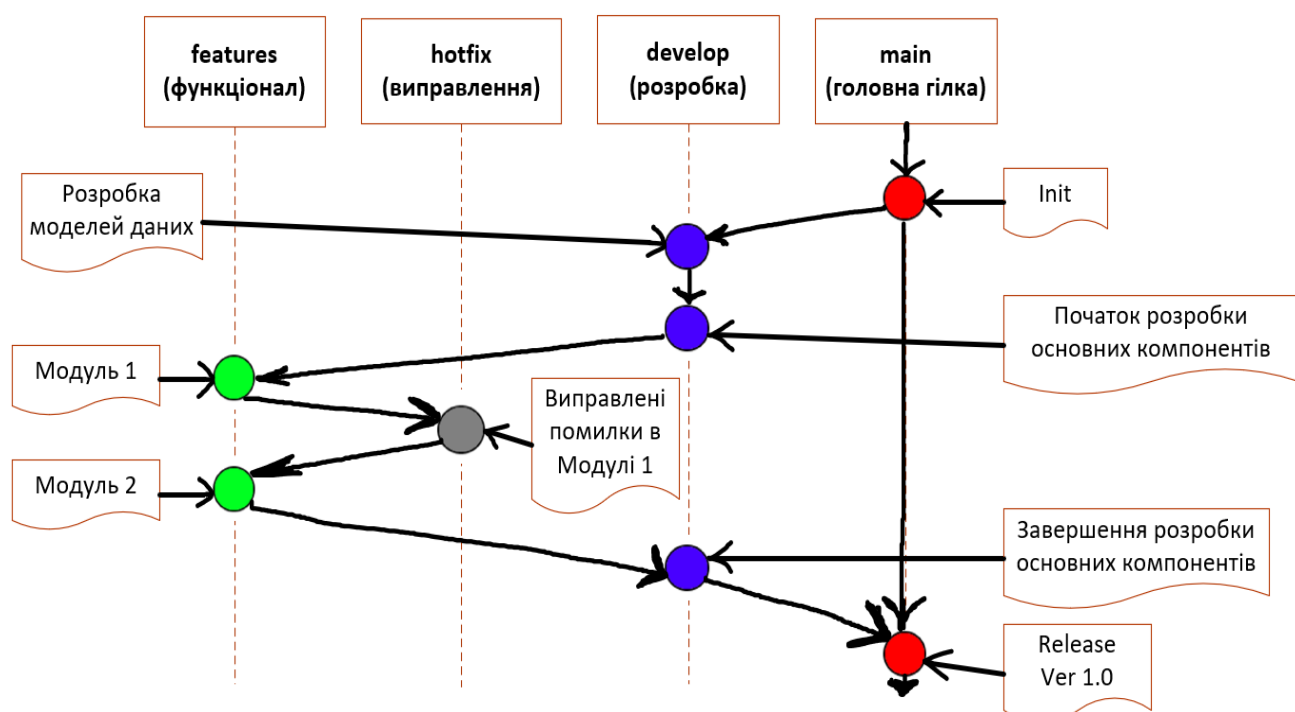 features
(функціонал)
hotfix
(виправлення)
develop
(розробка)
main
(головна гілка)
Розробка
моделей даних
Init
Початок розробки
основних компонентів
Модуль 1
Виправлені
помилки в
Модулі 1
Модуль 2
Завершення розробки
основних компонентів
Release
Ver 1.0